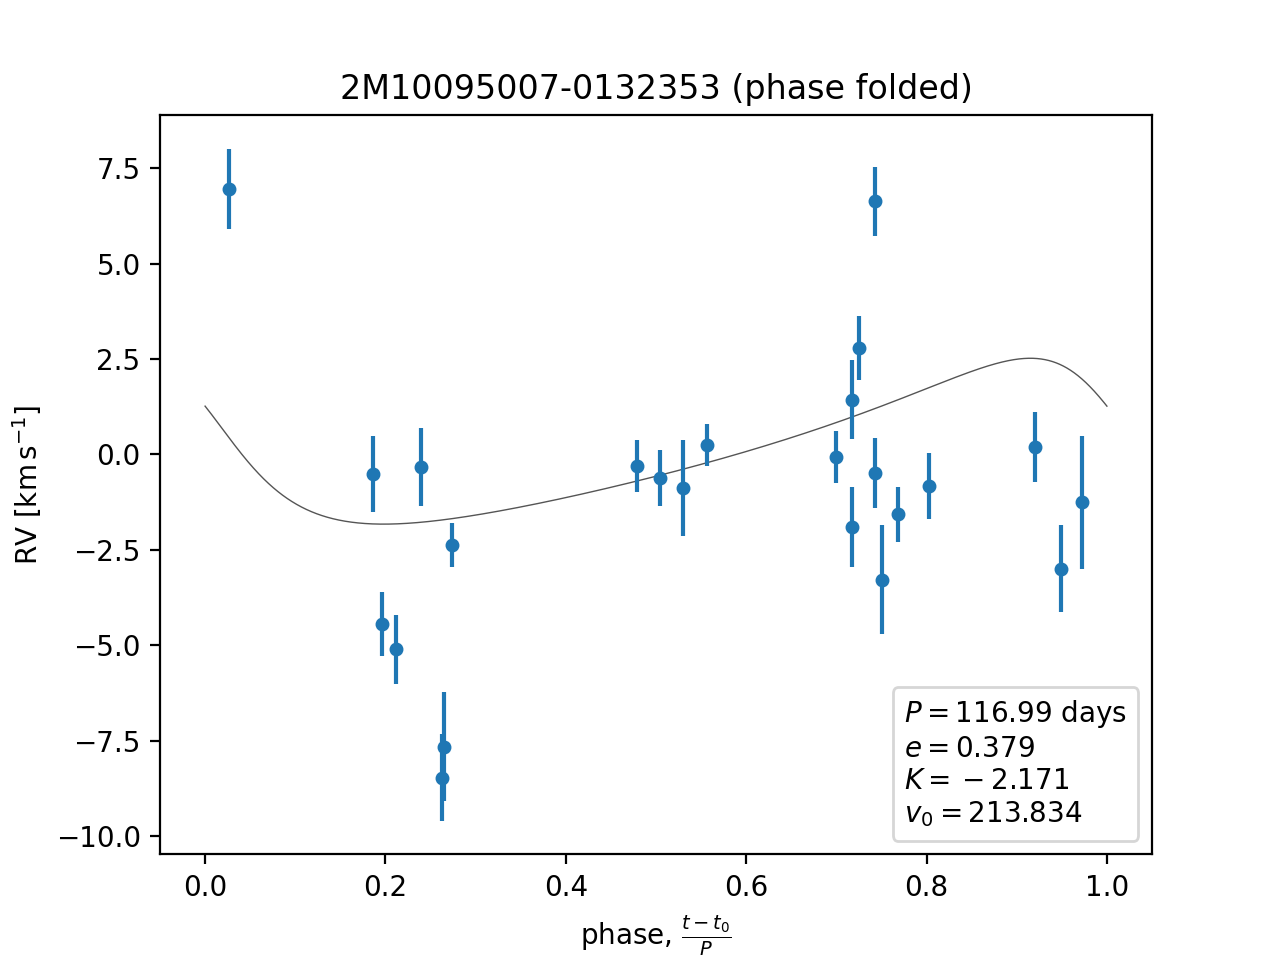 2M10095007-0132353 (phase folded)
RV [km s⁻¹]
7.5
5.0
2.5
0.0
−2.5
−5.0
−7.5
−10.0
P = 116.99 days
e = 0.379
K = −2.171
v₀ = 213.834
0.0 0.2 0.4 0.6 0.8 1.0
phase, (t − t₀)/P